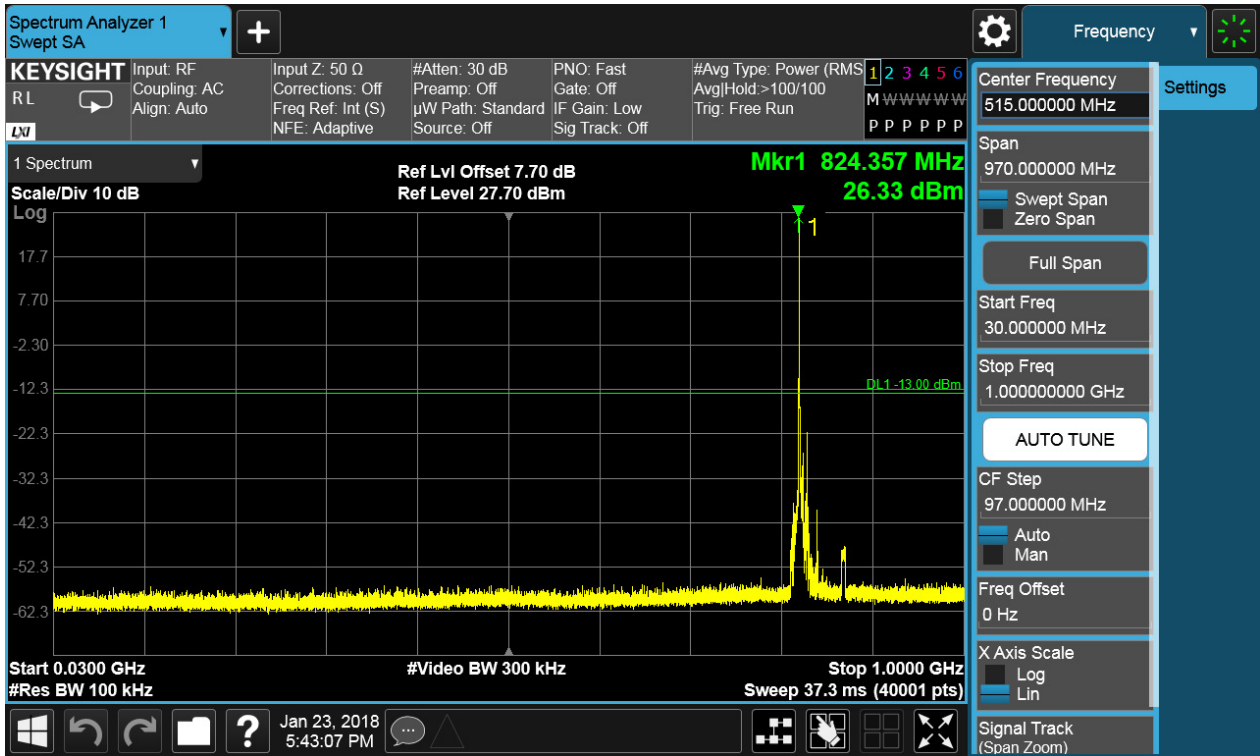 Spectrum Analyzer 1
Swept SA
Frequency
KEYSIGHT
RL
LXI
Input: RF
Coupling: AC
Align: Auto
Input Z: 50 Ω
Corrections: Off
Freq Ref: Int (S)
NFE: Adaptive
#Atten: 30 dB
Preamp: Off
µW Path: Standard
Source: Off
PNO: Fast
Gate: Off
IF Gain: Low
Sig Track: Off
#Avg Type: Power (RMS
Avg|Hold:>100/100
Trig: Free Run
1 2 3 4 5 6
M W W W W W
P P P P P P
1 Spectrum
Scale/Div 10 dB
Log
Ref Lvl Offset 7.70 dB
Ref Level 27.70 dBm
Mkr1 824.357 MHz
26.33 dBm
1
17.7
7.70
-2.30
-12.3
-22.3
-32.3
-42.3
-52.3
-62.3
DL1 -13.00 dBm
Start 0.0300 GHz
#Res BW 100 kHz
#Video BW 300 kHz
Stop 1.0000 GHz
Sweep 37.3 ms (40001 pts)
Center Frequency
515.000000 MHz
Span
970.000000 MHz
Swept Span
Zero Span
Full Span
Start Freq
30.000000 MHz
Stop Freq
1.000000000 GHz
AUTO TUNE
CF Step
97.000000 MHz
Auto
Man
Freq Offset
0 Hz
X Axis Scale
Log
Lin
Signal Track
(Span Zoom)
Settings
?
Jan 23, 2018
5:43:07 PM